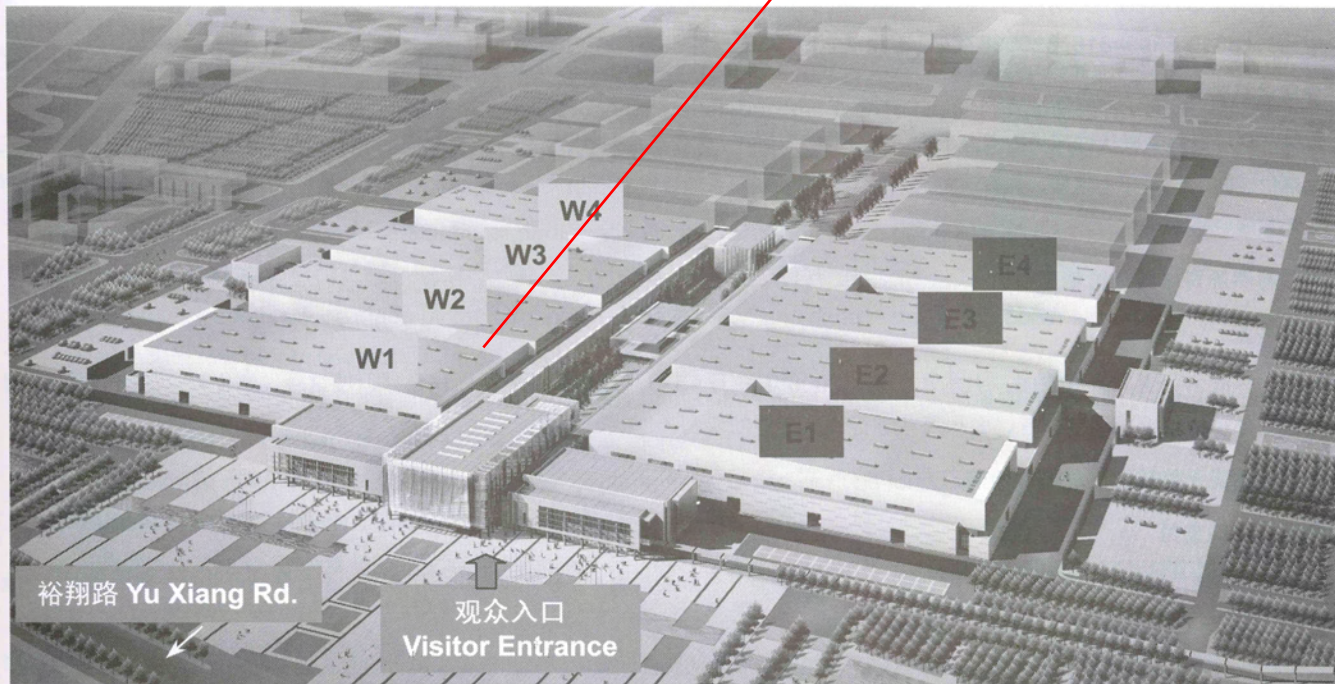 W4
W3
W2
W1
E4
E3
E2
E1
裕翔路 Yu Xiang Rd.
观众入口
Visitor Entrance